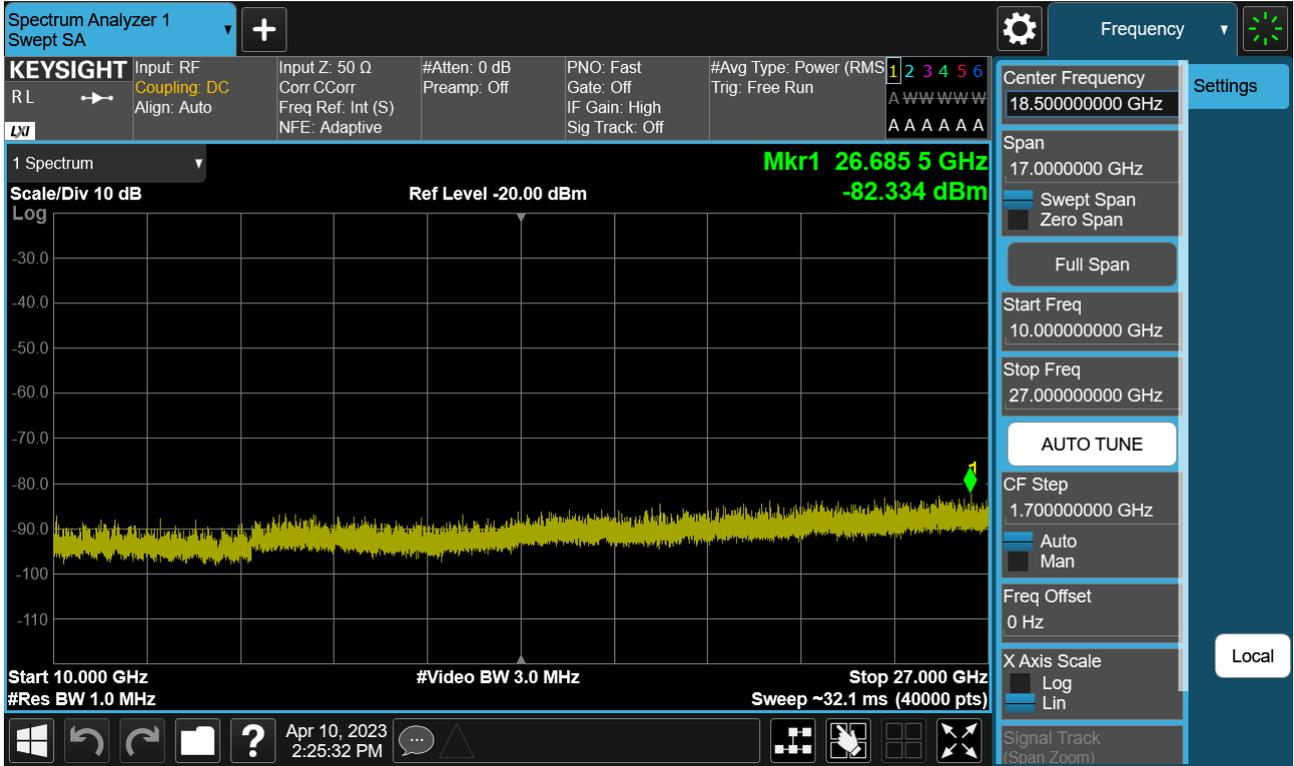 Spectrum Analyzer 1
Swept SA
Frequency
KEYSIGHT
R L
LXI
Input: RF
Coupling: DC
Align: Auto
Input Z: 50 Ω
Corr CCorr
Freq Ref: Int (S)
NFE: Adaptive
#Atten: 0 dB
Preamp: Off
PNO: Fast
Gate: Off
IF Gain: High
Sig Track: Off
#Avg Type: Power (RMS
Trig: Free Run
1 2 3 4 5 6
A W W W W W
A A A A A A
1 Spectrum
Scale/Div 10 dB
Log
Ref Level -20.00 dBm
Mkr1 26.685 5 GHz
-82.334 dBm
-30.0
-40.0
-50.0
-60.0
-70.0
-80.0
-90.0
-100
-110
1
Start 10.000 GHz
#Res BW 1.0 MHz
#Video BW 3.0 MHz
Stop 27.000 GHz
Sweep ~32.1 ms (40000 pts)
Center Frequency
18.500000000 GHz
Span
17.0000000 GHz
Swept Span
Zero Span
Full Span
Start Freq
10.000000000 GHz
Stop Freq
27.000000000 GHz
AUTO TUNE
CF Step
1.700000000 GHz
Auto
Man
Freq Offset
0 Hz
X Axis Scale
Log
Lin
Signal Track
(Span Zoom)
Settings
Local
?
Apr 10, 2023
2:25:32 PM